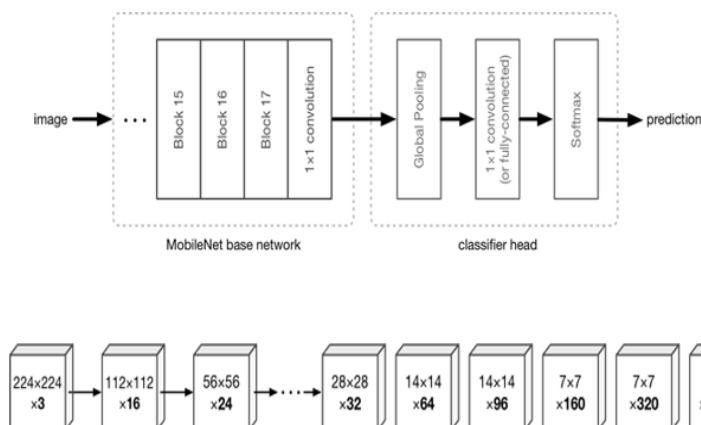 image
. . .
Block 15
Block 16
Block 17
1×1 convolution
Global Pooling
1×1 convolution
(or fully-connected)
Softmax
prediction
MobileNet base network
classifier head
224×224
×3
112×112
×16
56×56
×24
. . . .
28×28
×32
14×14
×64
14×14
×96
7×7
×160
7×7
×320